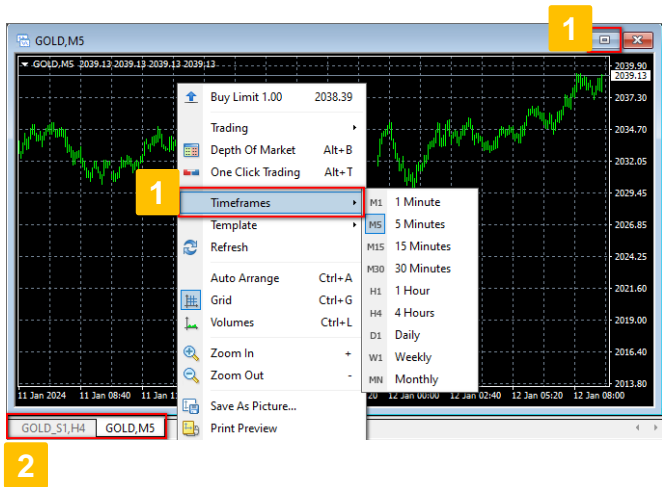 1
GOLD,M5
GOLD,M5 2039.13 2039.13 2039.13 2039.13
2039.90
2039.13
2037.30
2034.70
2032.05
2029.45
2026.85
2024.25
2021.60
2019.00
2016.40
2013.80
Buy Limit 1.00 2038.39
Trading
Depth Of Market Alt+B
One Click Trading Alt+T
1
Timeframes
Template
Refresh
Auto Arrange Ctrl+A
Grid Ctrl+G
Volumes Ctrl+L
Zoom In +
Zoom Out -
Save As Picture...
Print Preview
M1 1 Minute
M5 5 Minutes
M15 15 Minutes
M30 30 Minutes
H1 1 Hour
H4 4 Hours
D1 Daily
W1 Weekly
MN Monthly
11 Jan 2024 11 Jan 08:40 11 Jan 1 20 12 Jan 00:00 12 Jan 02:40 12 Jan 05:20 12 Jan 08:00
GOLD_S1,H4 GOLD,M5
2